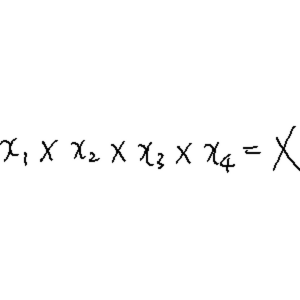 x₁ × x₂ × x₃ × x₄ = X